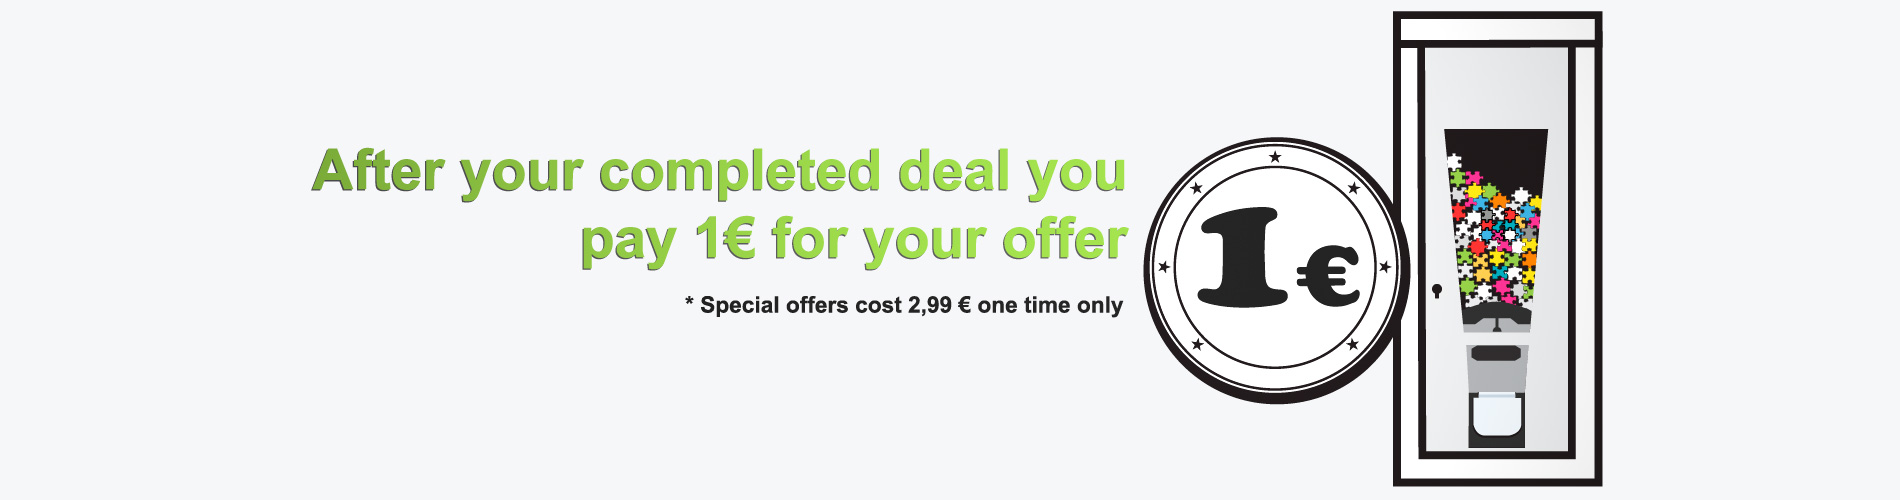 After your completed deal you
pay 1€ for your offer
* Special offers cost 2,99 € one time only
1€